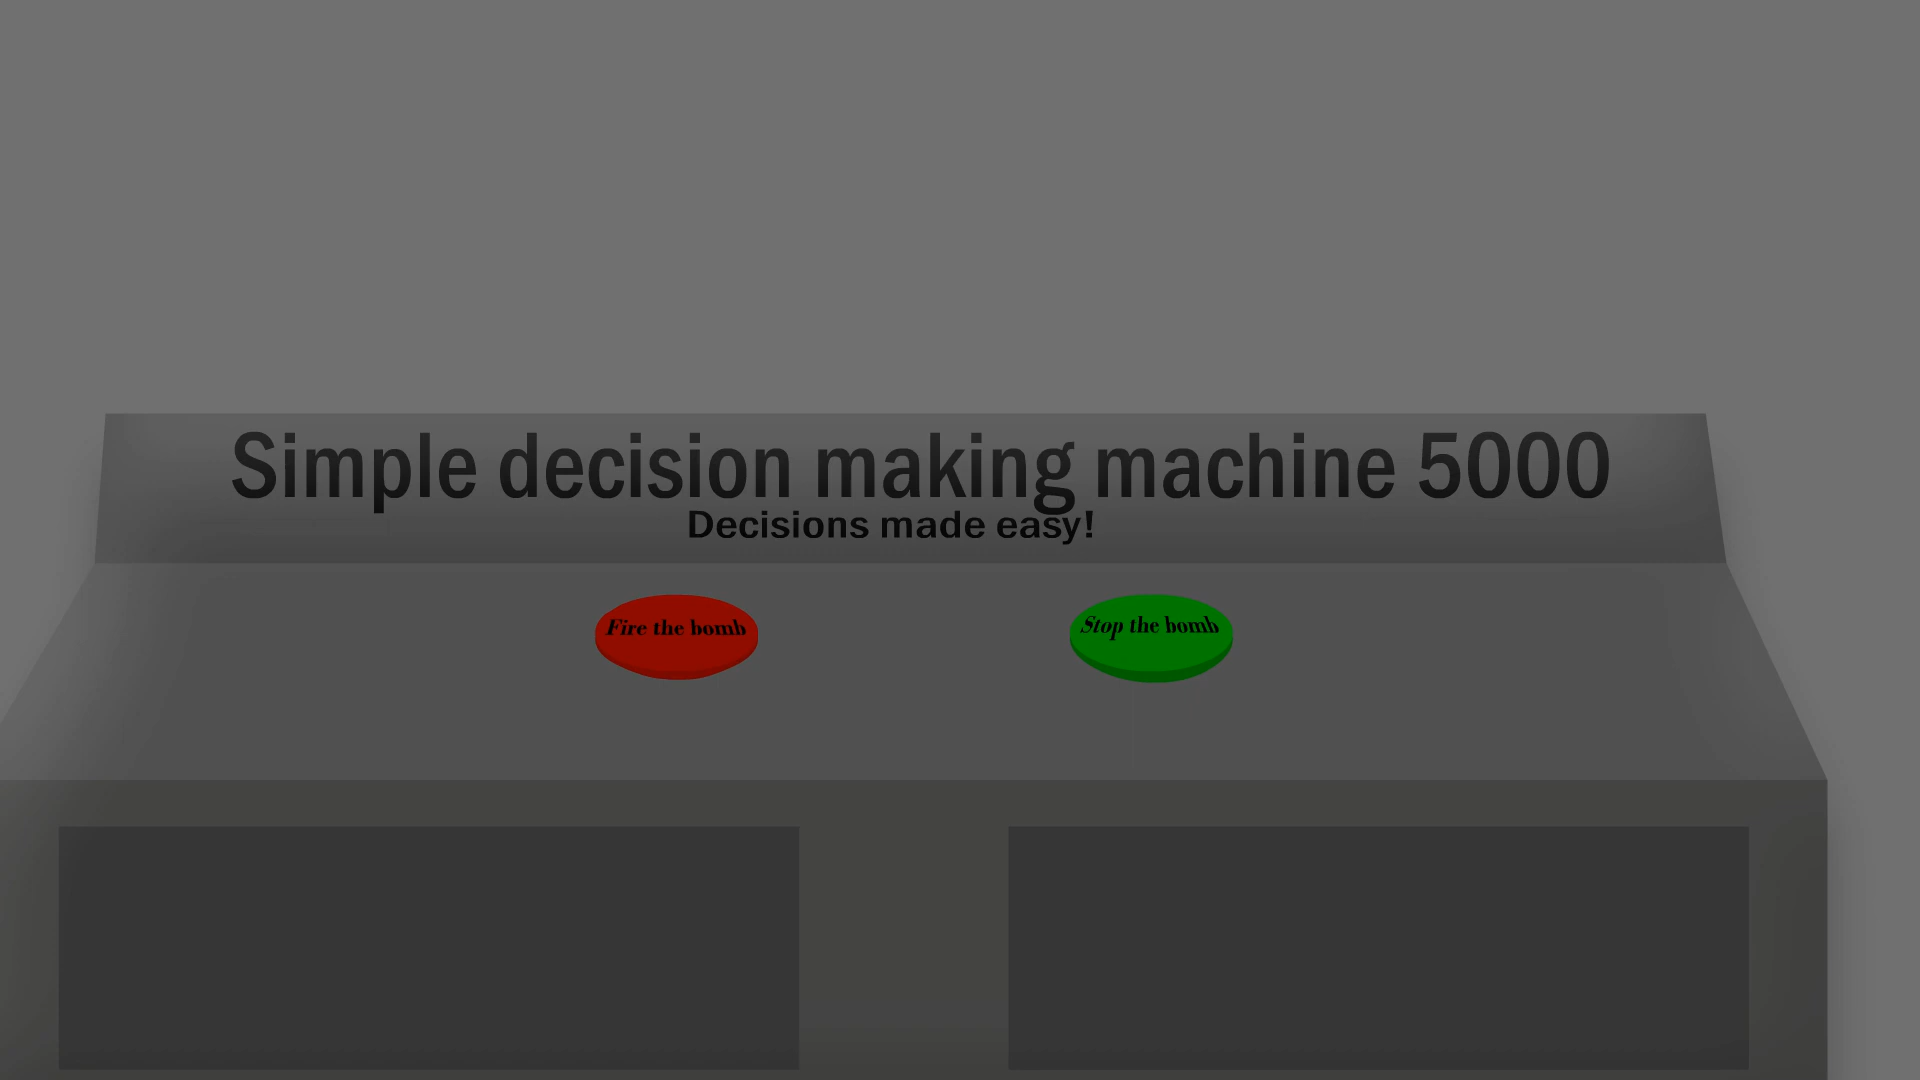 Simple decision making machine 5000
Decisions made easy!
Fire the bomb
Stop the bomb